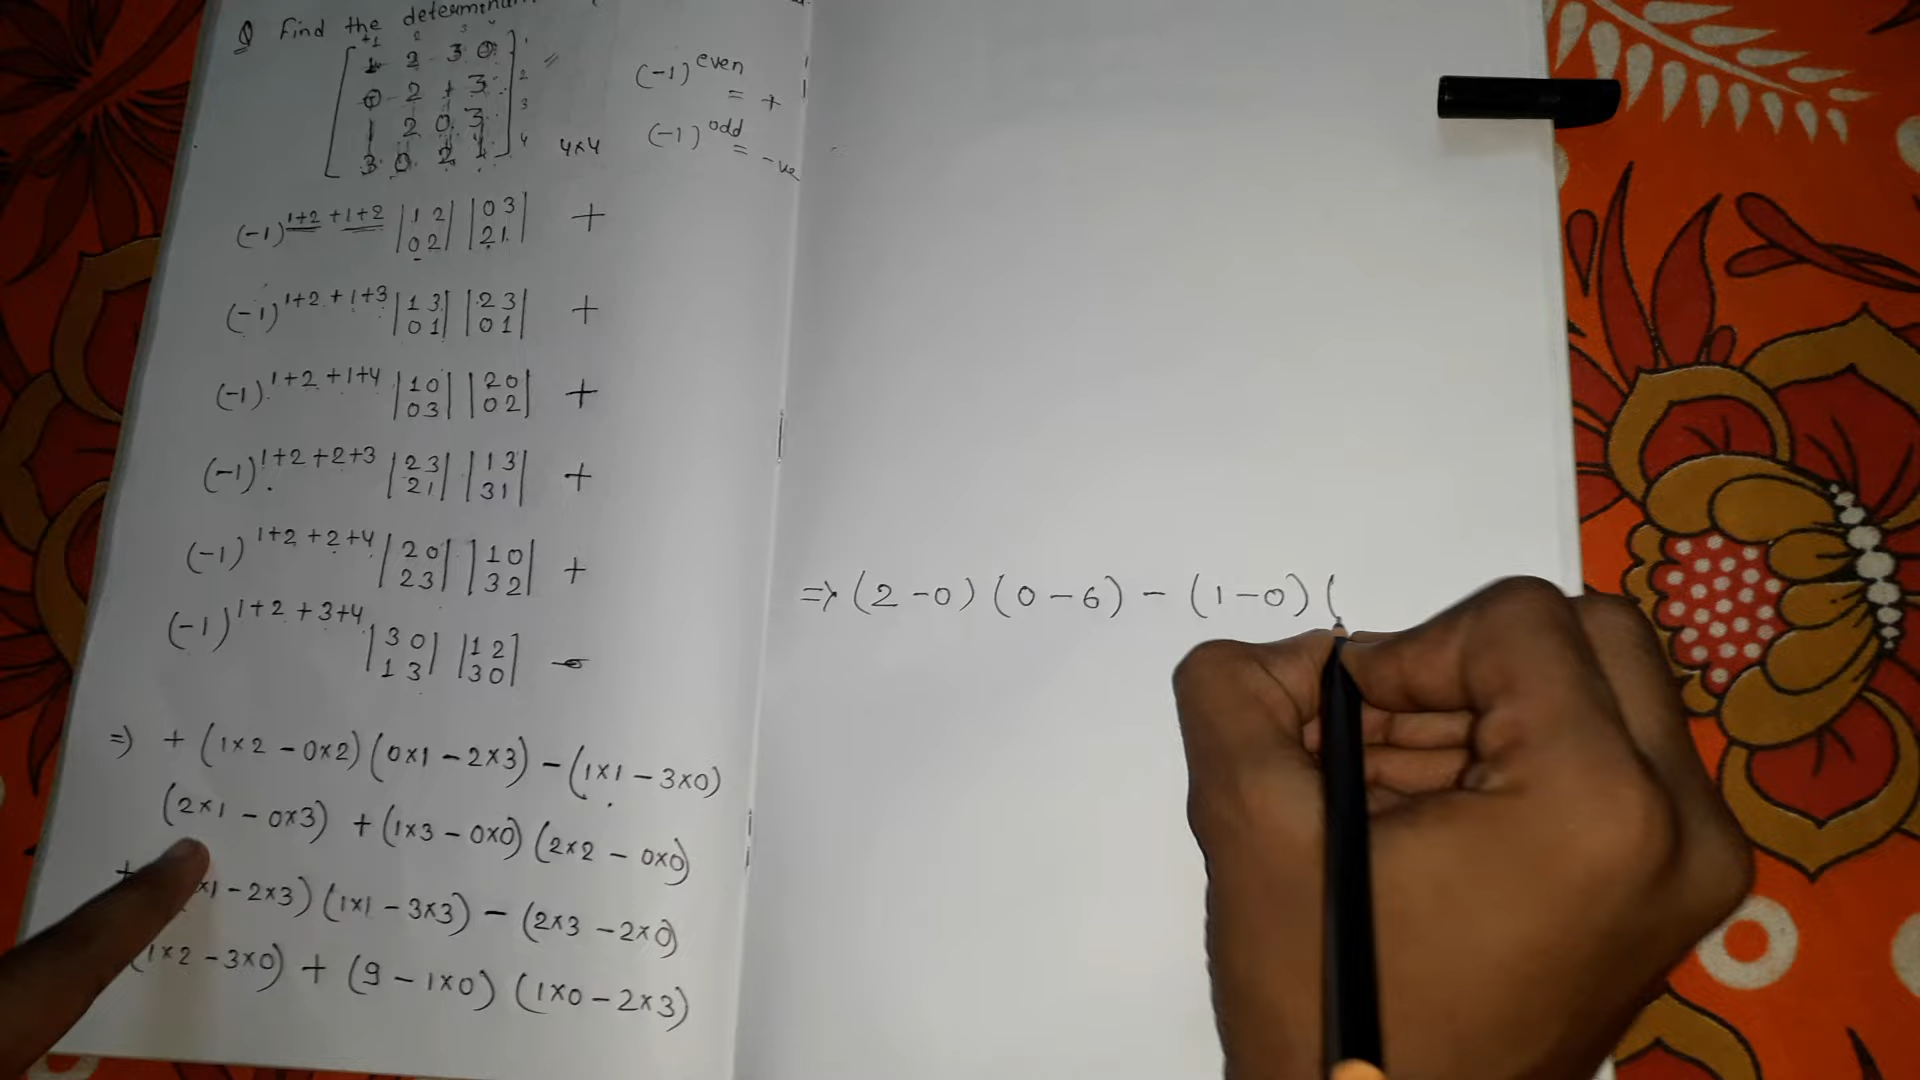 Q Find the
+1 2 3 4
1 2 3 0 1
0 2 1 3 2
1 2 0 3 3
3 0 2 1 4
4×4
(-1)^even
= +
(-1)^odd
= -ve
(-1)^1+2+1+2 |1 2| |0 3| +
|0 2| |2 1|
(-1)^1+2+1+3 |1 3| |2 3| +
|0 1| |0 1|
(-1)^1+2+1+4 |1 0| |2 0| +
|0 3| |0 2|
(-1)^1+2+2+3 |2 3| |1 3| +
|2 1| |3 1|
(-1)^1+2+2+4 |2 0| |1 0| +
|2 3| |3 2|
(-1)^1+2+3+4 |3 0| |1 2|
|1 3| |3 0|
=> + (1×2 - 0×2) (0×1 - 2×3) - (1×1 - 3×0)
(2×1 - 0×3) + (1×3 - 0×0) (2×2 - 0×0)
+ ×1 - 2×3) (1×1 - 3×3) - (2×3 - 2×0)
(1×2 - 3×0) + (9 - 1×0) (1×0 - 2×3)
=> (2 - 0) (0 - 6) - (1 - 0) (